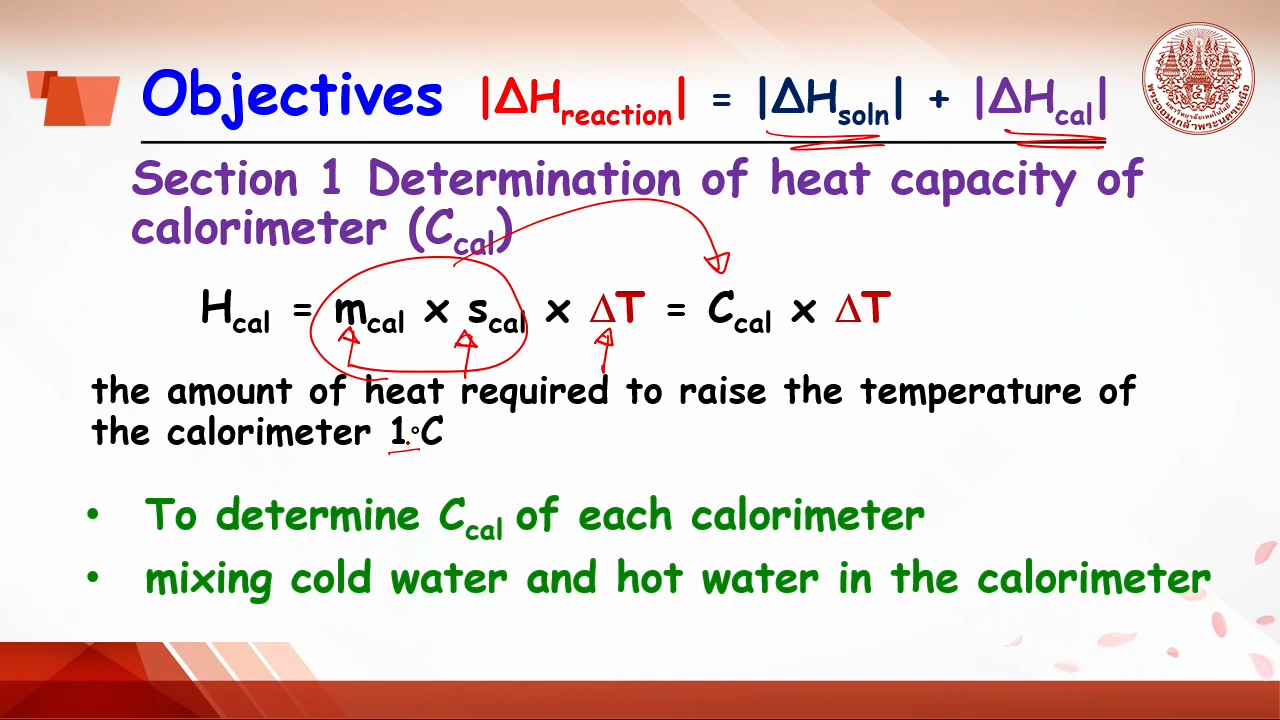 Objectives |ΔHreaction| = |ΔHsoln| + |ΔHcal|
Section 1 Determination of heat capacity of
calorimeter (Ccal)
Hcal = mcal x scal x ΔT = Ccal x ΔT
the amount of heat required to raise the temperature of
the calorimeter 1°C
• To determine Ccal of each calorimeter
• mixing cold water and hot water in the calorimeter